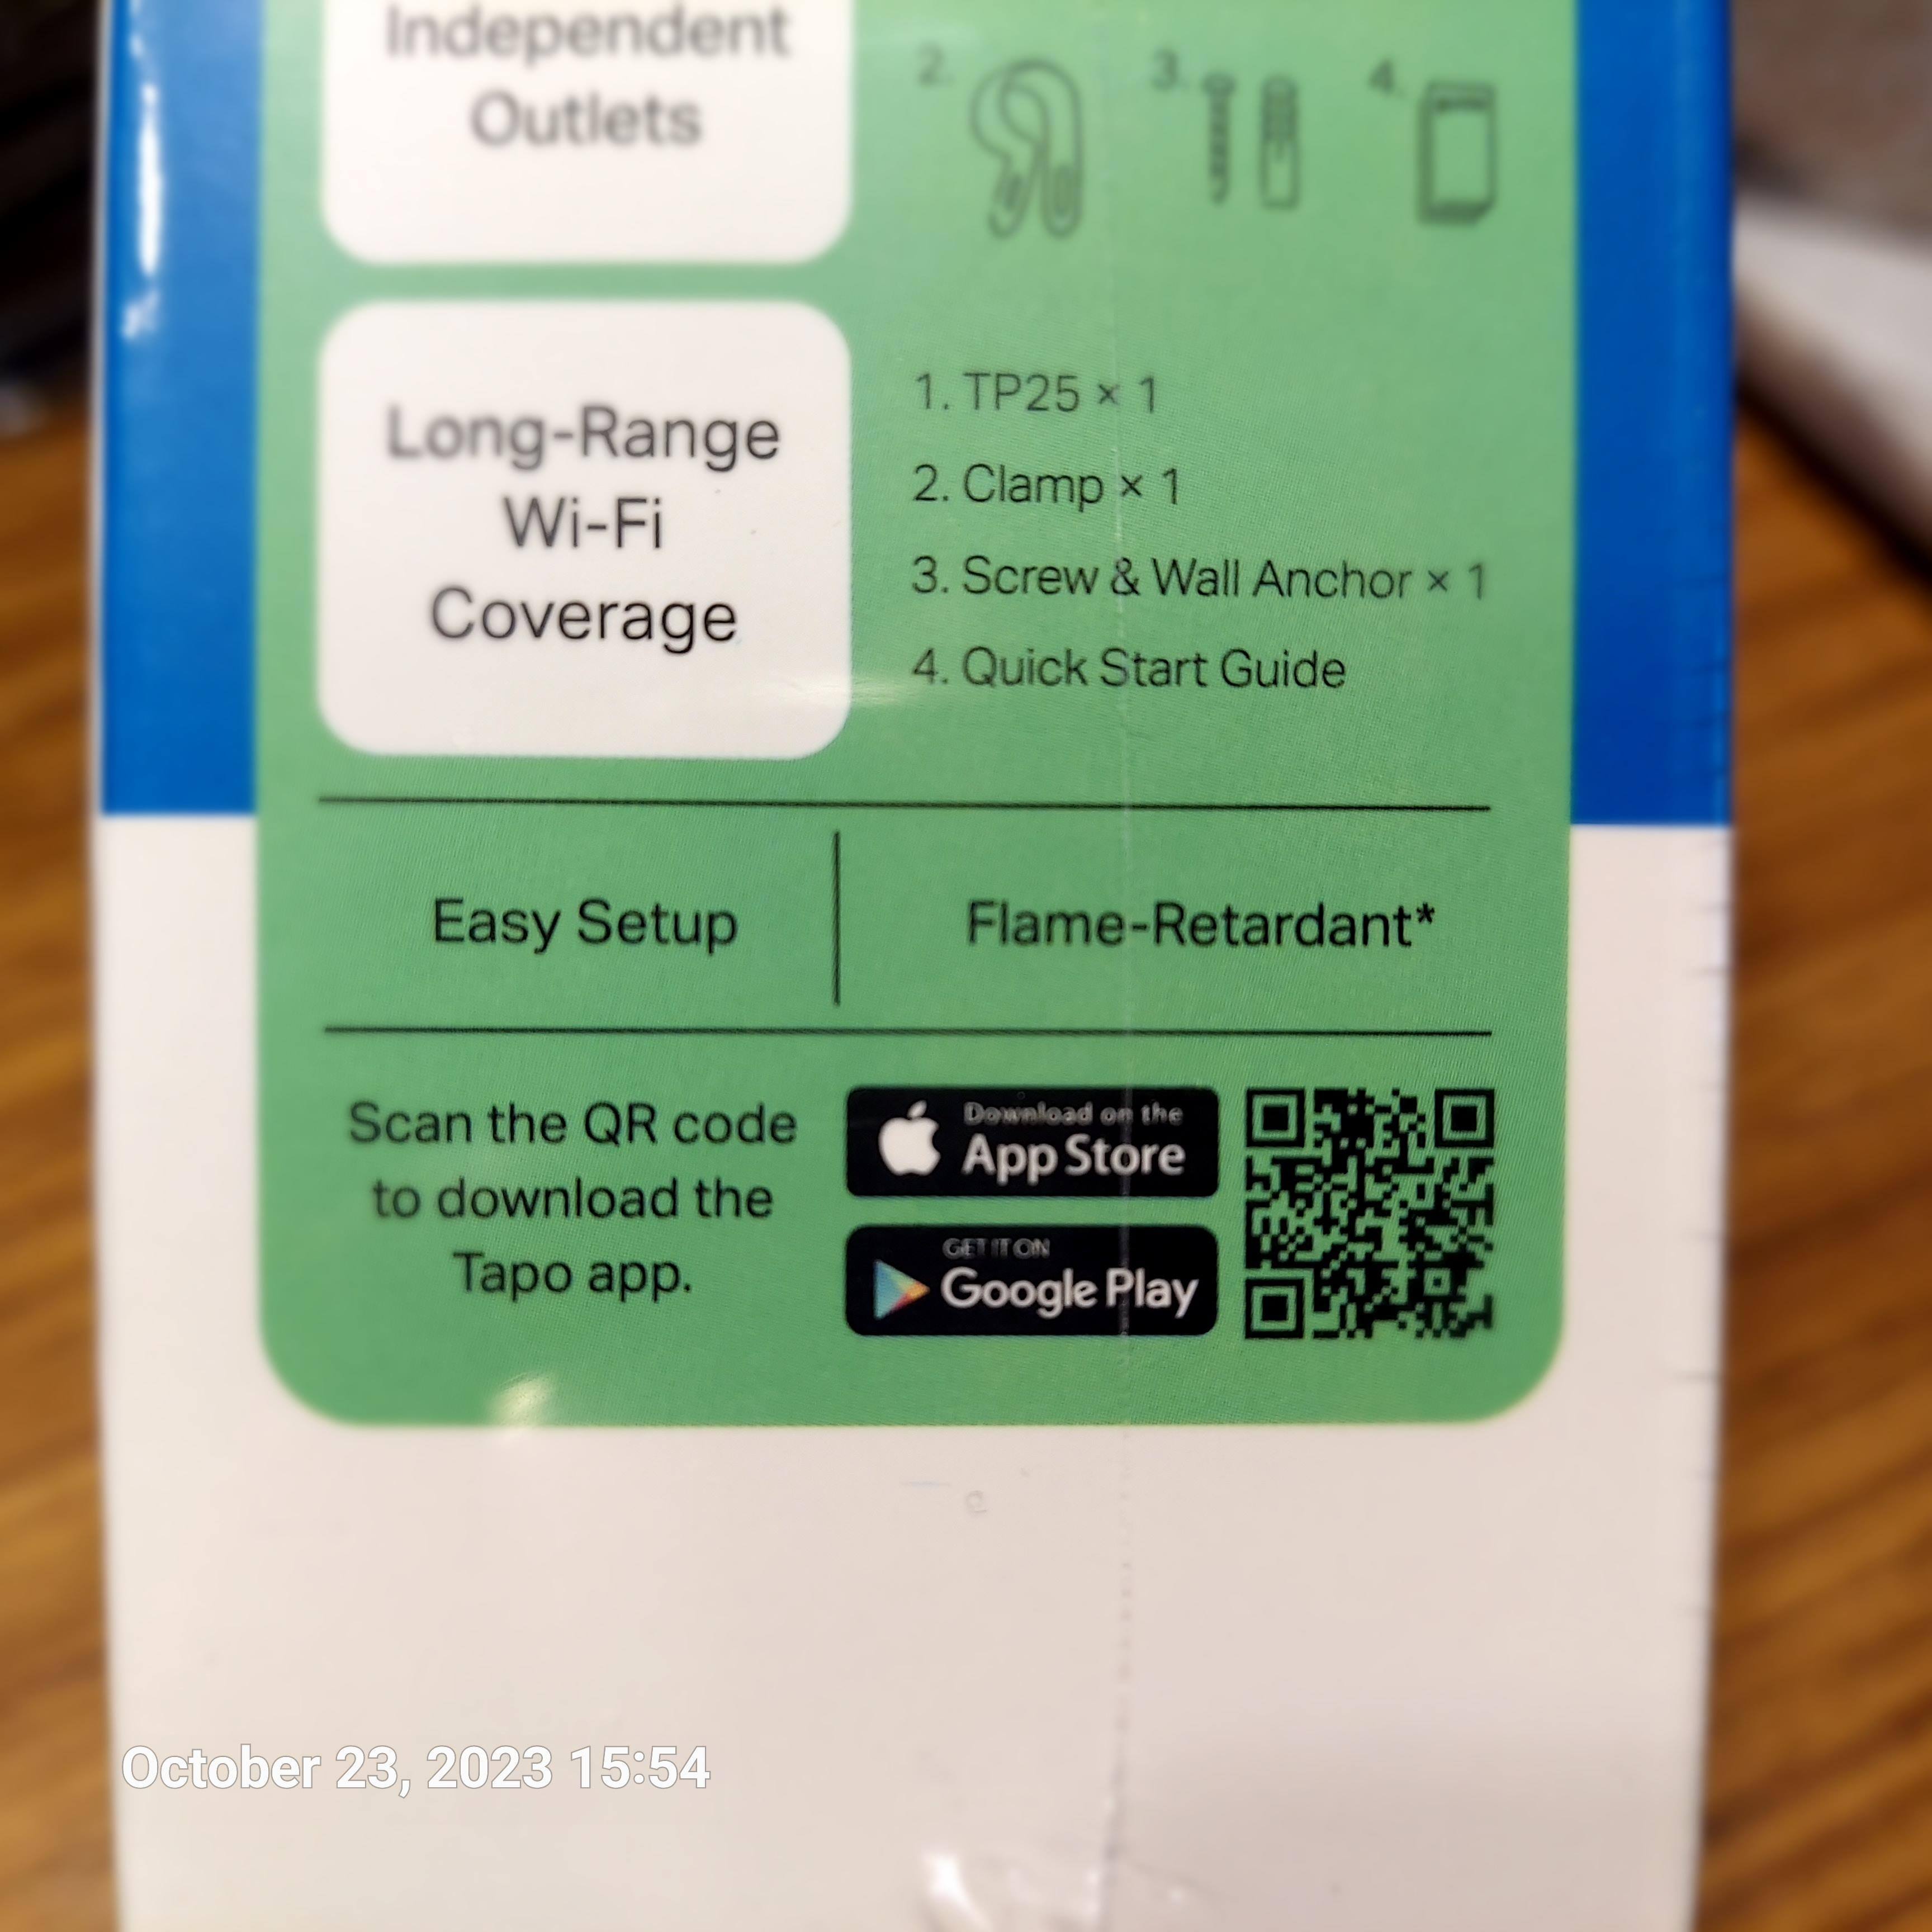 Independent
Outlets
2.
3.
4.
Long-Range
Wi-Fi
Coverage
1. TP25 × 1
2. Clamp × 1
3. Screw & Wall Anchor × 1
4. Quick Start Guide
Easy Setup
Flame-Retardant*
Scan the QR code
to download the
Tapo app.
Download on the
App Store
GET IT ON
Google Play
October 23, 2023 15:54